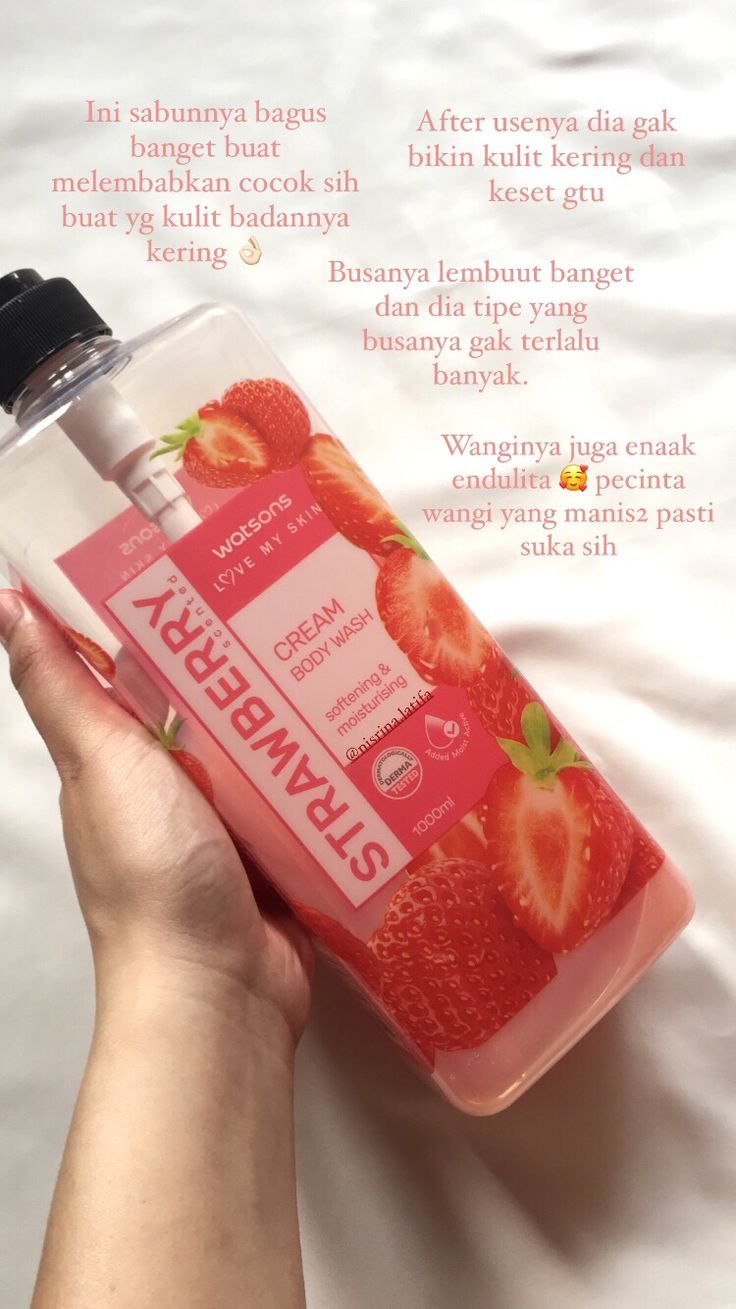 Ini sabunnya bagus
banget buat
melembabkan cocok sih
buat yg kulit badannya
kering 👌🏻
After usenya dia gak
bikin kulit kering dan
keset gtu
Busanya lembuut banget
dan dia tipe yang
busanya gak terlalu
banyak.
Wanginya juga enaak
endulita 🥰 pecinta
wangi yang manis2 pasti
suka sih
watsons
LOVE MY SKIN
STRAWBERRY
scented
CREAM
BODY WASH
softening &
moisturising
@nisrina.latifa
DERMATOLOGICALLY
DERMA
TESTED
Added Moist Active
1000ml
watsons